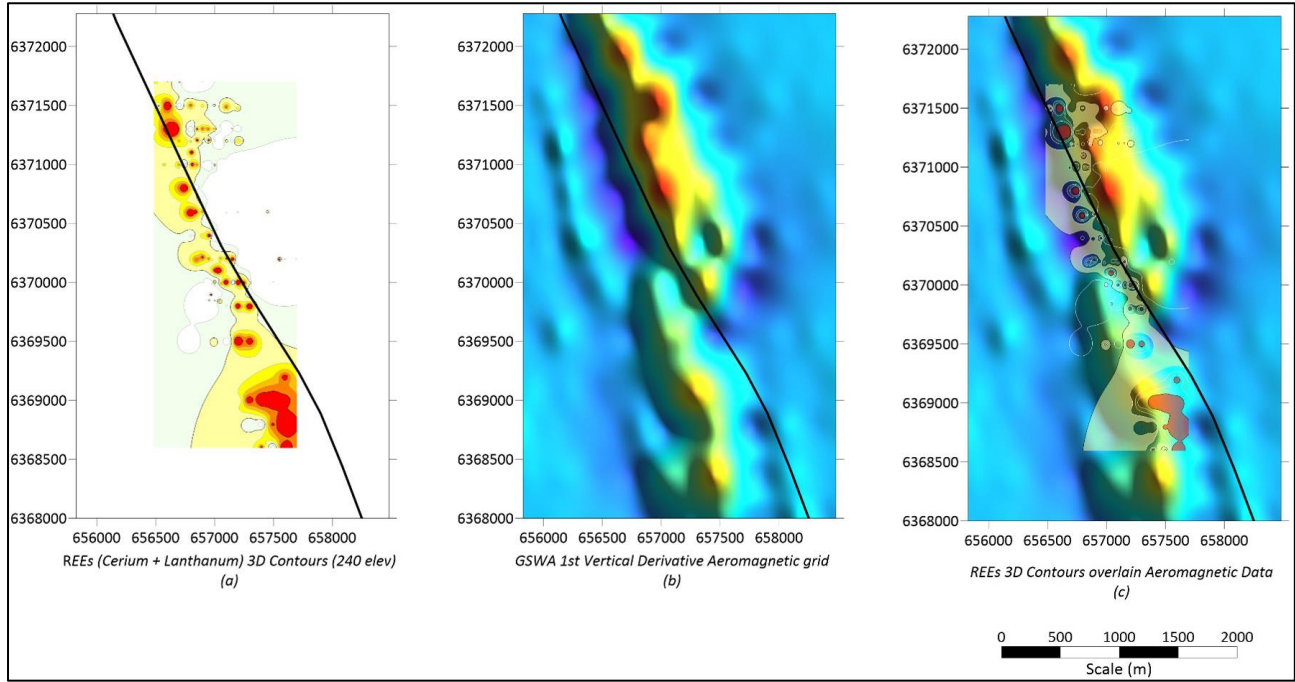 6372000
6371500
6371000
6370500
6370000
6369500
6369000
6368500
6368000
656000 656500 657000 657500 658000
REEs (Cerium + Lanthanum) 3D Contours (240 elev)
(a)
6372000
6371500
6371000
6370500
6370000
6369500
6369000
6368500
6368000
656000 656500 657000 657500 658000
GSWA 1st Vertical Derivative Aeromagnetic grid
(b)
6372000
6371500
6371000
6370500
6370000
6369500
6369000
6368500
6368000
656000 656500 657000 657500 658000
REEs 3D Contours overlain Aeromagnetic Data
(c)
0 500 1000 1500 2000
Scale (m)